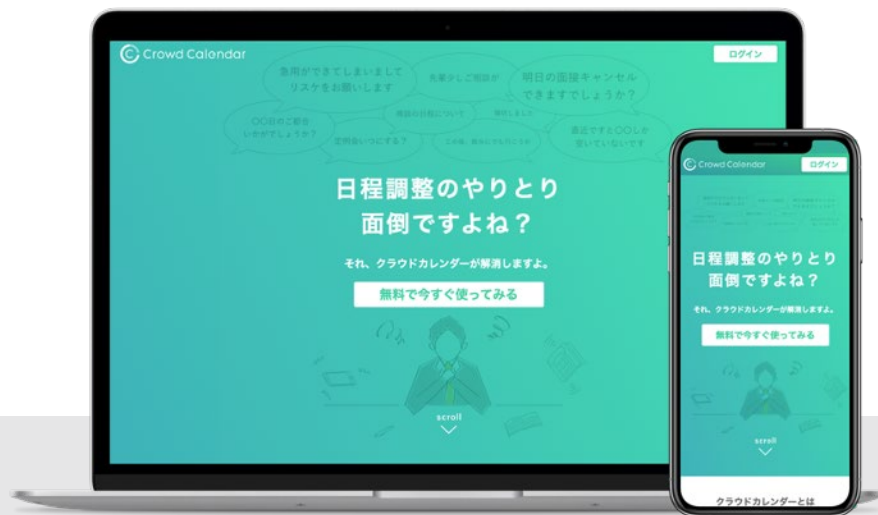 Crowd Calendar
ログイン
急用ができてしまいまして
リスケをお願いします
先輩少しご相談が
明日の面接キャンセル
できますでしょうか？
〇〇日のご都合
いかがでしょうか？
定例会いつにする？
直近ですと〇〇しか
空いていないです
日程調整のやりとり
面倒ですよね？
それ、クラウドカレンダーが解消しますよ。
無料で今すぐ使ってみる
scroll
Crowd Calendar
ログイン
日程調整のやりとり
面倒ですよね？
それ、クラウドカレンダーが解消しますよ。
無料で今すぐ使ってみる
scroll
クラウドカレンダーとは